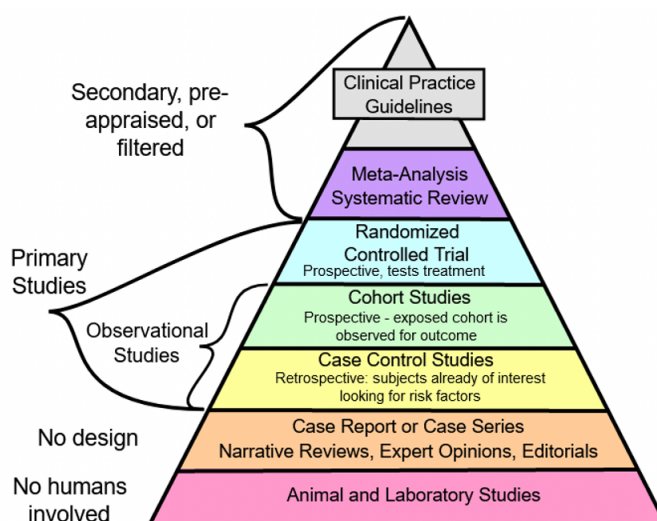 Clinical Practice
Guidelines
Secondary, pre-
appraised, or
filtered
Meta-Analysis
Systematic Review
Randomized
Controlled Trial
Prospective, tests treatment
Primary
Studies
Cohort Studies
Prospective - exposed cohort is
observed for outcome
Observational
Studies
Case Control Studies
Retrospective: subjects already of interest
looking for risk factors
No design
Case Report or Case Series
Narrative Reviews, Expert Opinions, Editorials
No humans
involved
Animal and Laboratory Studies